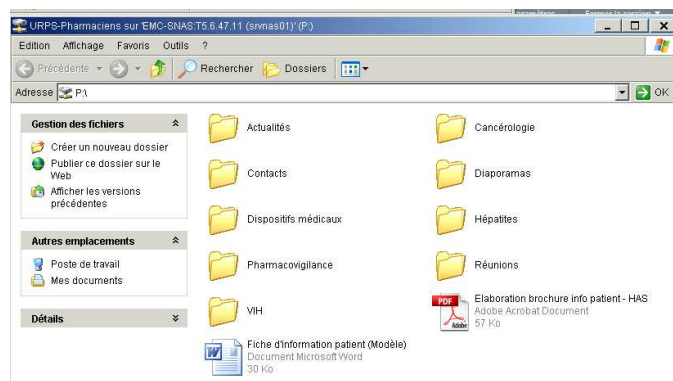 URPS-Pharmaciens sur 'EMC-SNAS:T5.6.47.11 (srvnas01)' (P:)
Edition Affichage Favoris Outils ?
Précédente Rechercher Dossiers
Adresse P:\ OK
Gestion des fichiers
Créer un nouveau dossier
Publier ce dossier sur le
Web
Afficher les versions
précédentes
Autres emplacements
Poste de travail
Mes documents
Détails
Actualités
Cancérologie
Contacts
Diaporamas
Dispositifs médicaux
Hépatites
Pharmacovigilance
Réunions
VIH
PDF
Adobe
Elaboration brochure info patient - HAS
Adobe Acrobat Document
57 Ko
Fiche d'information patient (Modèle)
Document Microsoft Word
30 Ko